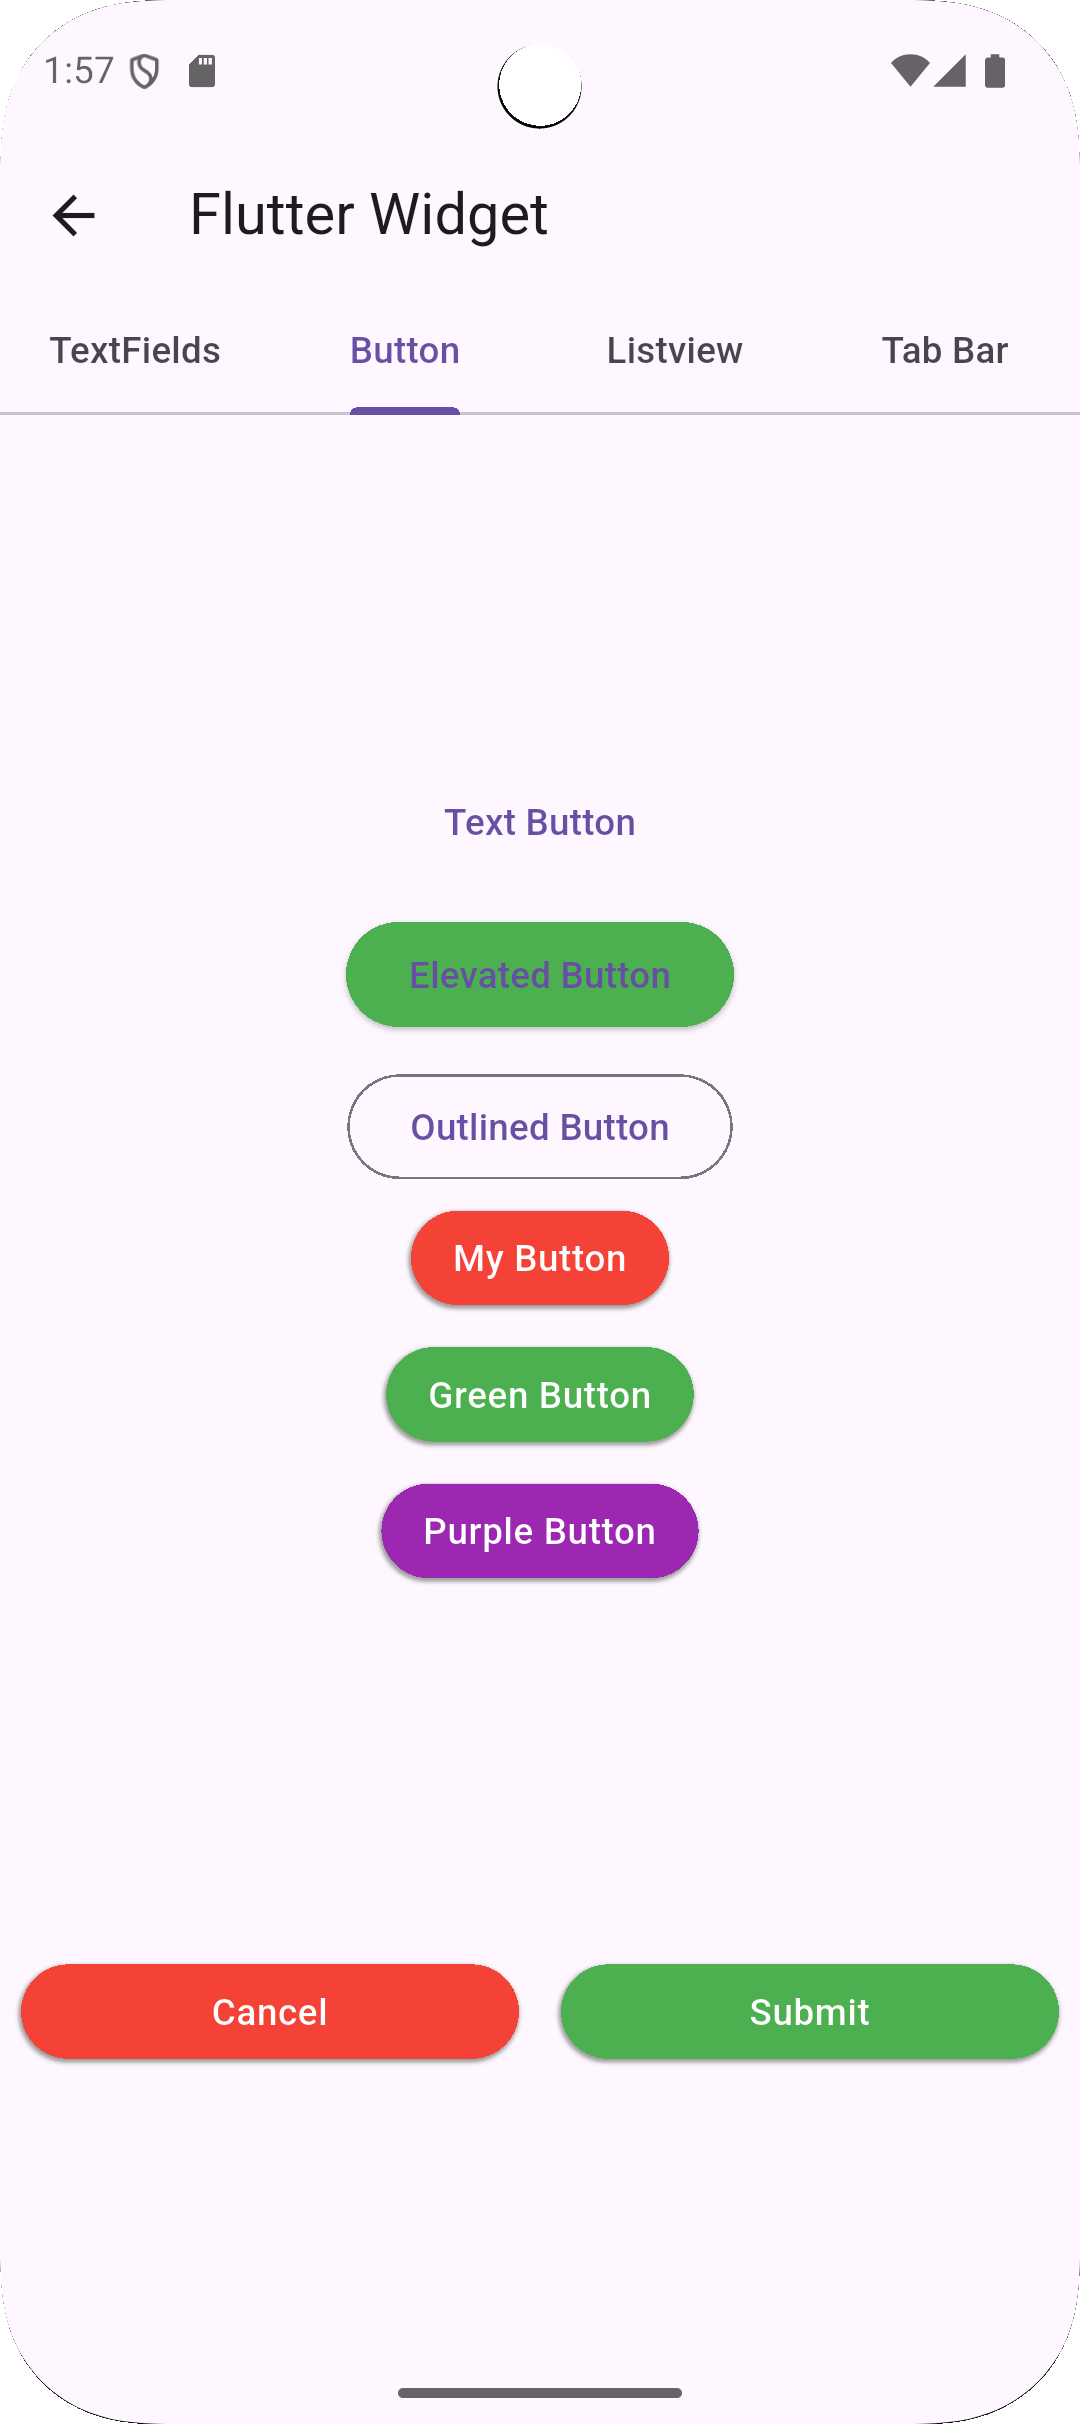 1:57
Flutter Widget
TextFields Button Listview Tab Bar
Text Button
Elevated Button
Outlined Button
My Button
Green Button
Purple Button
Cancel Submit